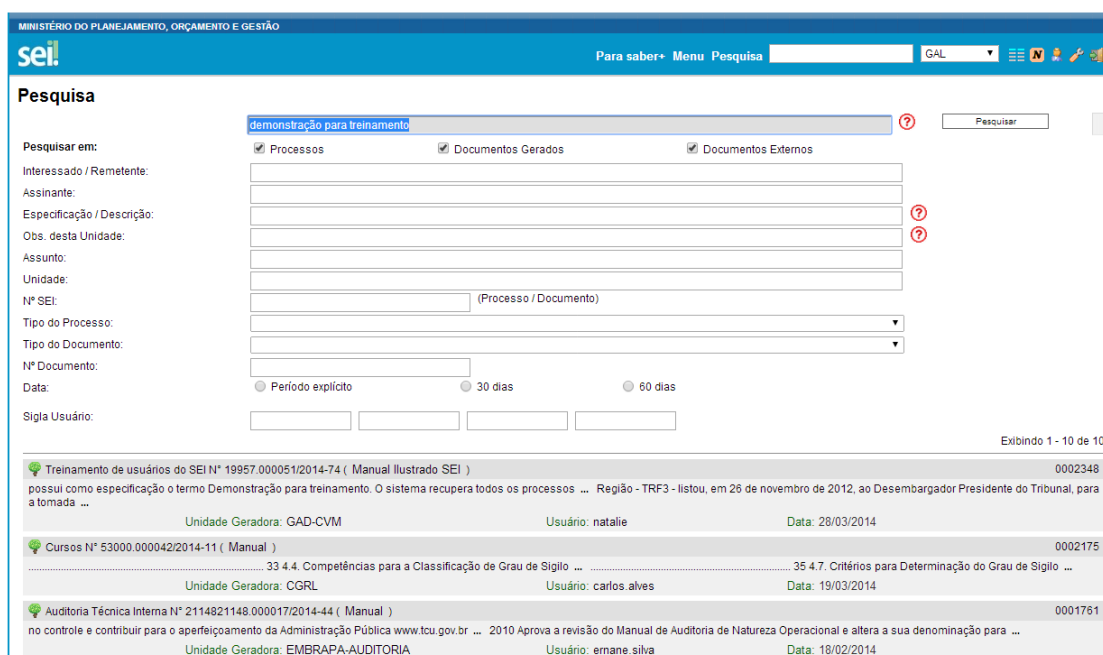 MINISTÉRIO DO PLANEJAMENTO, ORÇAMENTO E GESTÃO
sei! Para saber+ Menu Pesquisa GAL
Pesquisa
demonstração para treinamento ? Pesquisar
Pesquisar em: Processos Documentos Gerados Documentos Externos
Interessado / Remetente:
Assinante:
Especificação / Descrição: ?
Obs. desta Unidade: ?
Assunto:
Unidade:
Nº SEI: (Processo / Documento)
Tipo do Processo:
Tipo do Documento:
Nº Documento:
Data: Período explícito 30 dias 60 dias
Sigla Usuário:
Exibindo 1 - 10 de 10
Treinamento de usuários do SEI N° 19957.000051/2014-74 ( Manual Ilustrado SEI ) 0002348
possui como especificação o termo Demonstração para treinamento. O sistema recupera todos os processos ... Região - TRF3 - listou, em 26 de novembro de 2012, ao Desembargador Presidente do Tribunal, para
a tomada ...
Unidade Geradora: GAD-CVM Usuário: natalie Data: 28/03/2014
Cursos N° 53000.000042/2014-11 ( Manual ) 0002175
.................................................................................... 33 4.4. Competências para a Classificação de Grau de Sigilo ... .................................................................................... 35 4.7. Critérios para Determinação do Grau de Sigilo ...
Unidade Geradora: CGRL Usuário: carlos.alves Data: 19/03/2014
Auditoria Técnica Interna N° 2114821148.000017/2014-44 ( Manual ) 0001761
no controle e contribuir para o aperfeiçoamento da Administração Pública www.tcu.gov.br ... 2010 Aprova a revisão do Manual de Auditoria de Natureza Operacional e altera a sua denominação para ...
Unidade Geradora: EMBRAPA-AUDITORIA Usuário: ernane.silva Data: 18/02/2014